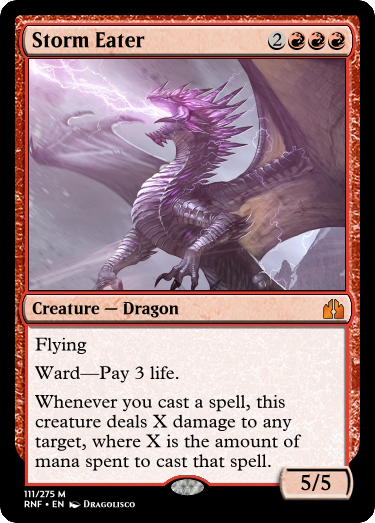 Storm Eater 2
Creature — Dragon
Flying
Ward—Pay 3 life.
Whenever you cast a spell, this
creature deals X damage to any
target, where X is the amount of
mana spent to cast that spell.
5/5
111/275 M
RNF • EN Dragolisco